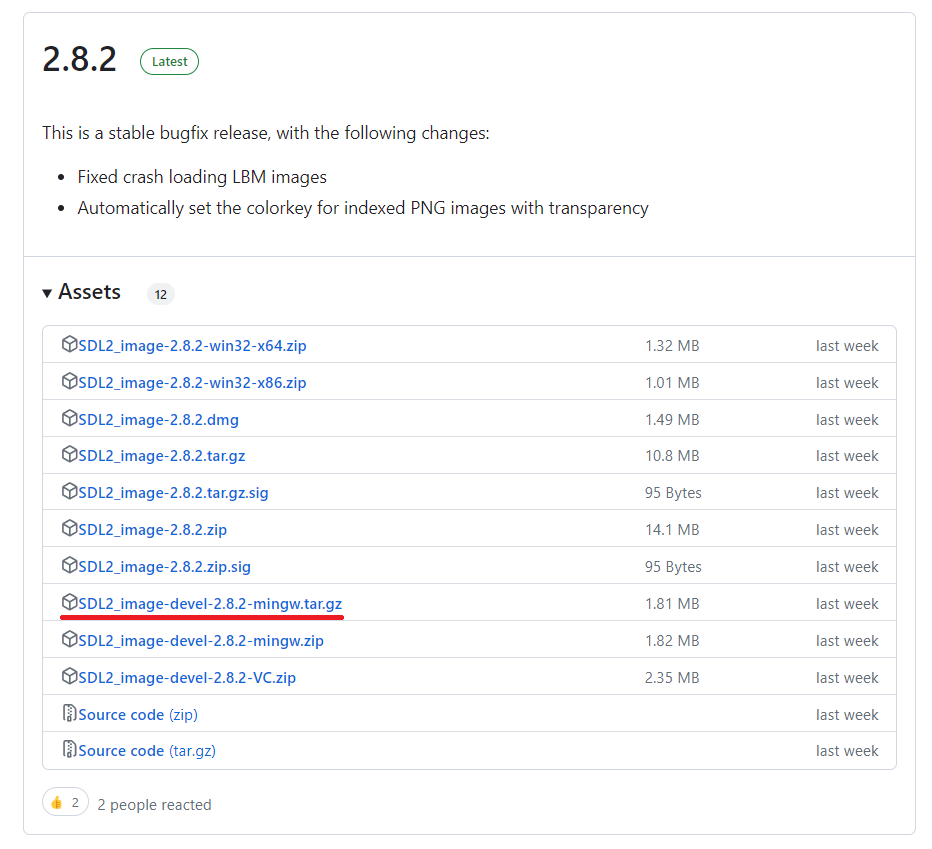 2.8.2 Latest
This is a stable bugfix release, with the following changes:
• Fixed crash loading LBM images
• Automatically set the colorkey for indexed PNG images with transparency
Assets 12
SDL2_image-2.8.2-win32-x64.zip 1.32 MB last week
SDL2_image-2.8.2-win32-x86.zip 1.01 MB last week
SDL2_image-2.8.2.dmg 1.49 MB last week
SDL2_image-2.8.2.tar.gz 10.8 MB last week
SDL2_image-2.8.2.tar.gz.sig 95 Bytes last week
SDL2_image-2.8.2.zip 14.1 MB last week
SDL2_image-2.8.2.zip.sig 95 Bytes last week
SDL2_image-devel-2.8.2-mingw.tar.gz 1.81 MB last week
SDL2_image-devel-2.8.2-mingw.zip 1.82 MB last week
SDL2_image-devel-2.8.2-VC.zip 2.35 MB last week
Source code (zip) last week
Source code (tar.gz) last week
👍 2 2 people reacted